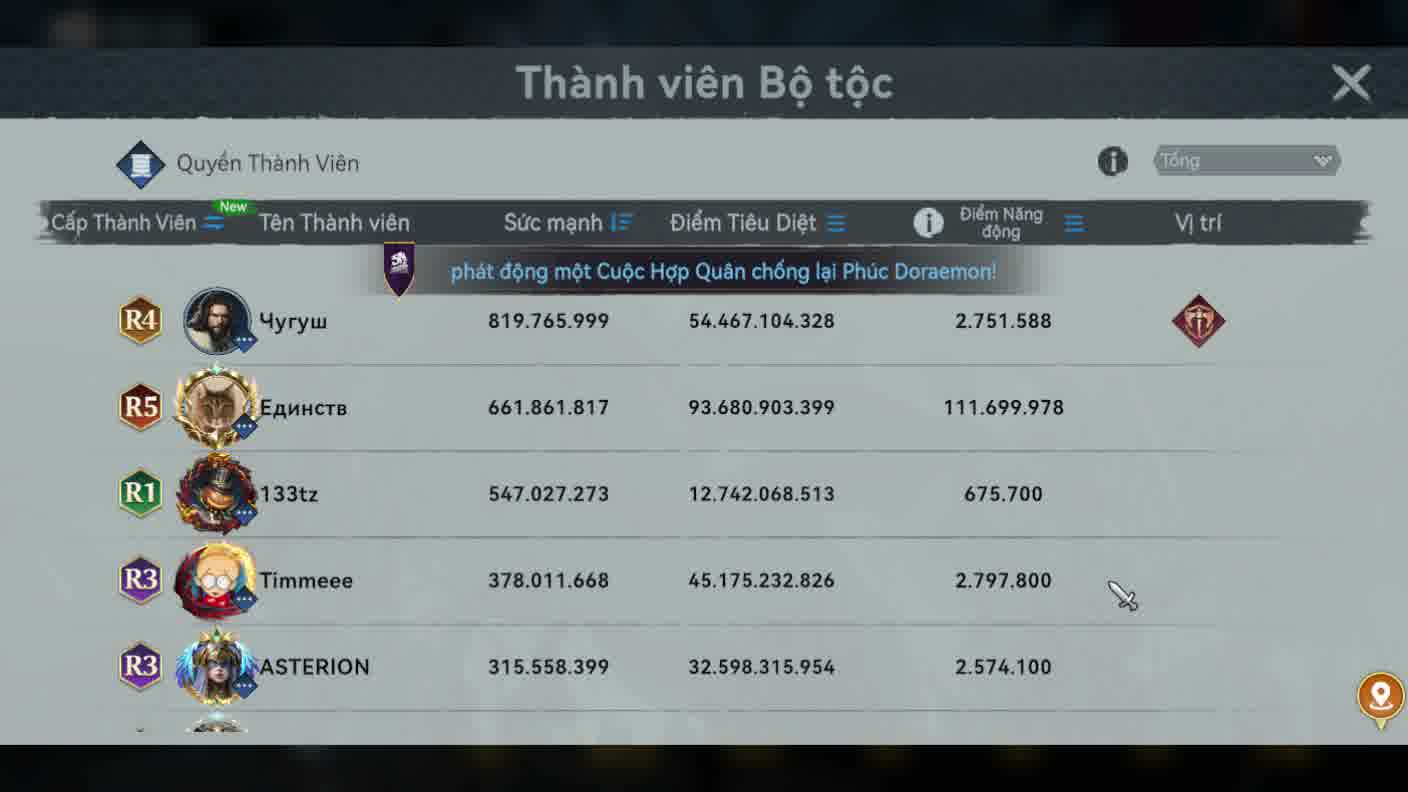 Thành viên Bộ tộc
Quyền Thành Viên
Tổng
New
Cấp Thành Viên Tên Thành viên Sức mạnh Điểm Tiêu Diệt Điểm Năng động Vị trí
phát động một Cuộc Hợp Quân chống lại Phúc Doraemon!
R4 Чугуш 819.765.999 54.467.104.328 2.751.588
R5 Единств 661.861.817 93.680.903.399 111.699.978
R1 133tz 547.027.273 12.742.068.513 675.700
R3 Timmeee 378.011.668 45.175.232.826 2.797.800
R3 ASTERION 315.558.399 32.598.315.954 2.574.100